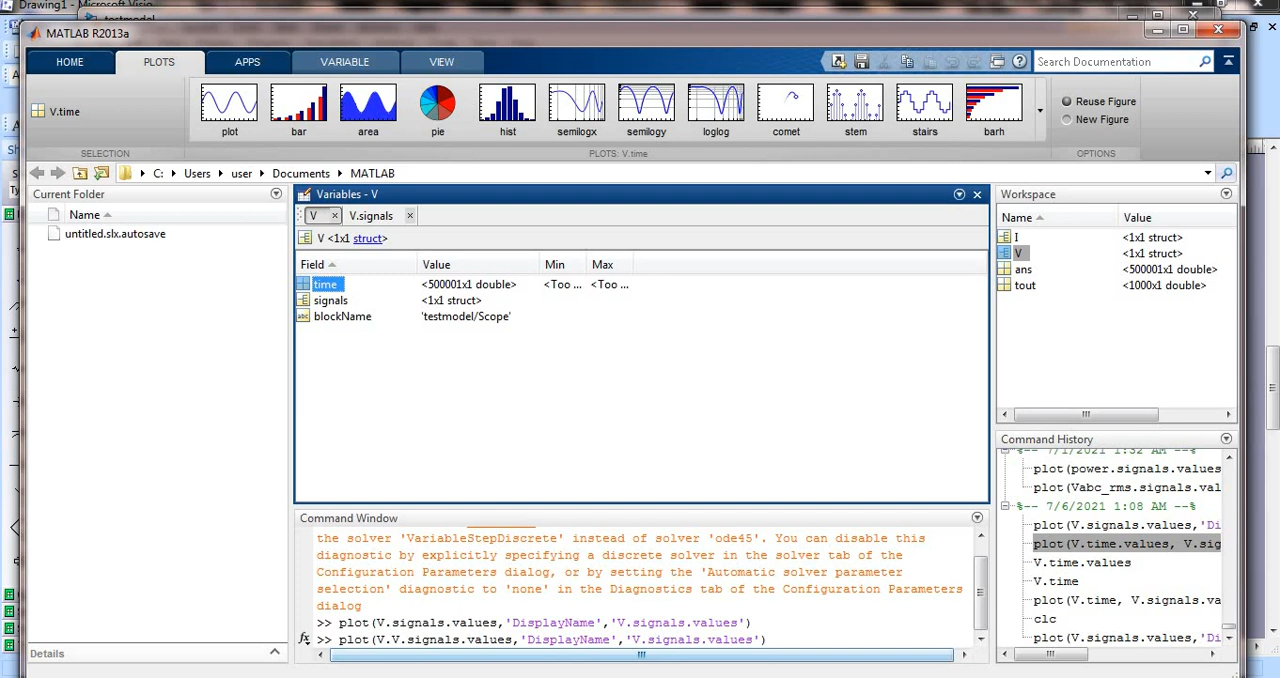 Drawing1 - Microsoft Visio
testmodel
MATLAB R2013a
HOME
PLOTS
APPS
VARIABLE
VIEW
Search Documentation
V.time
plot
bar
area
pie
hist
semilogx
semilogy
loglog
comet
stem
stairs
barh
Reuse Figure
New Figure
SELECTION
PLOTS: V.time
OPTIONS
C:
Users
user
Documents
MATLAB
Current Folder
Name
untitled.slx.autosave
Details
Variables - V
V
V.signals
V <1x1 struct>
Field Value Min Max
time <500001x1 double> <Too ... <Too ...
signals <1x1 struct>
blockName 'testmodel/Scope'
Command Window
the solver 'VariableStepDiscrete' instead of solver 'ode45'. You can disable this
diagnostic by explicitly specifying a discrete solver in the solver tab of the
Configuration Parameters dialog, or by setting the 'Automatic solver parameter
selection' diagnostic to 'none' in the Diagnostics tab of the Configuration Parameters
dialog
>> plot(V.signals.values,'DisplayName','V.signals.values')
fx >> plot(V.V.signals.values,'DisplayName','V.signals.values')
Workspace
Name Value
I <1x1 struct>
V <1x1 struct>
ans <500001x1 double>
tout <1000x1 double>
Command History
%-- 7/1/2021 1:32 AM --%
plot(power.signals.values
plot(Vabc_rms.signals.val
%-- 7/6/2021 1:08 AM --%
plot(V.signals.values,'Di
plot(V.time.values, V.sig
V.time.values
V.time
plot(V.time, V.signals.va
clc
plot(V.signals.values,'Di